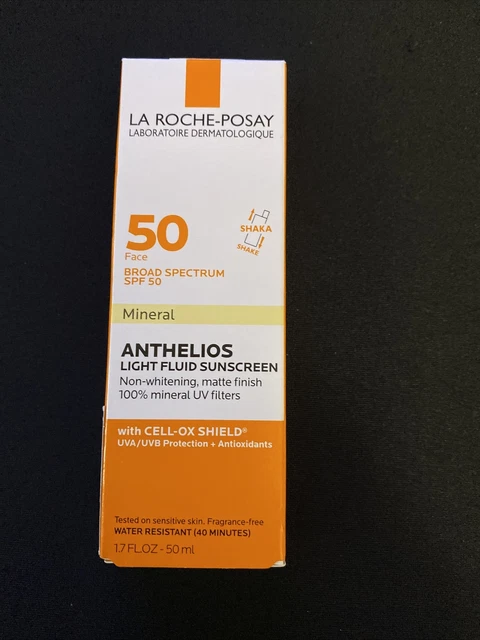 LA ROCHE-POSAY
LABORATOIRE DERMATOLOGIQUE
50
Face
BROAD SPECTRUM
SPF 50
SHAKA
SHAKE
Mineral
ANTHELIOS
LIGHT FLUID SUNSCREEN
Non-whitening, matte finish
100% mineral UV filters
with CELL-OX SHIELD®
UVA/UVB Protection + Antioxidants
Tested on sensitive skin. Fragrance-free
WATER RESISTANT (40 MINUTES)
1.7 FL.OZ - 50 ml